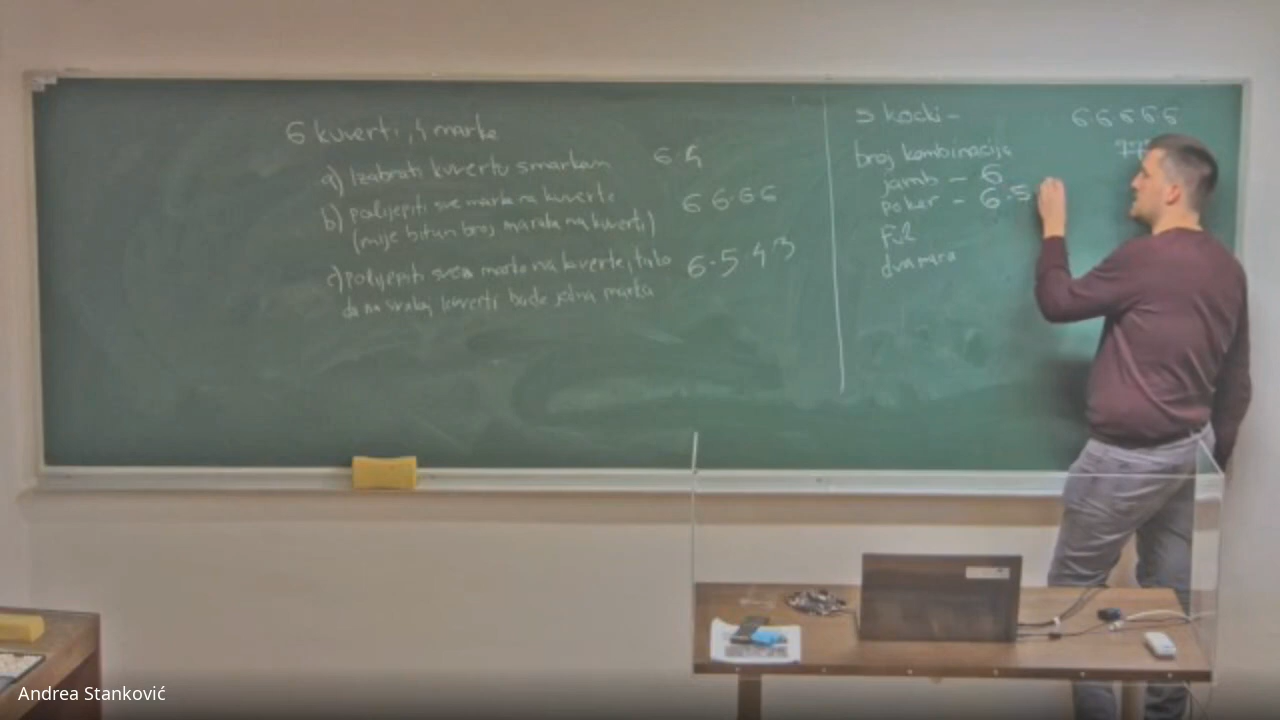 6 kuverti, 4 marke
a) Izabrati kuvertu s markom 6·4
b) polijepiti sve marke na kuverte 6·6·6·6
(nije bitan broj maraka na kuverti)
c) polijepiti sve marke na kuverte, tako 6·5·4·3
da na svakoj kuverti bude jedna marka
5 kocki - 6·6·6·6·6
broj kombinacija
jamb - 6
poker - 6·5
Ful
dva para
Andrea Stanković